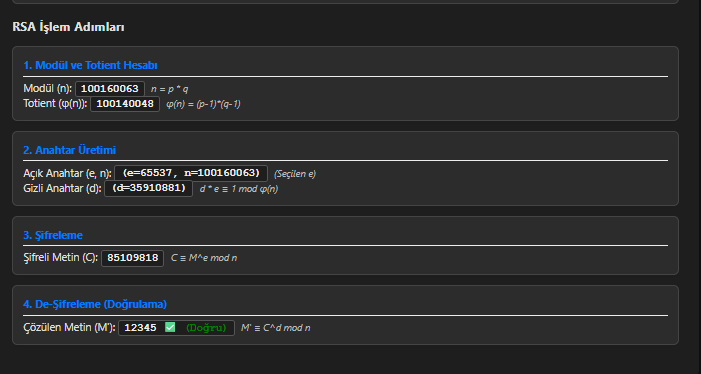 RSA İşlem Adımları
1. Modül ve Totient Hesabı
Modül (n): 100160063 n = p * q
Totient (φ(n)): 100140048 φ(n) = (p-1)*(q-1)
2. Anahtar Üretimi
Açık Anahtar (e, n): (e=65537, n=100160063) (Seçilen e)
Gizli Anahtar (d): (d=35910881) d * e ≡ 1 mod φ(n)
3. Şifreleme
Şifreli Metin (C): 85109818 C ≡ M^e mod n
4. De-Şifreleme (Doğrulama)
Çözülen Metin (M'): 12345 ✅ (Doğru) M' ≡ C^d mod n